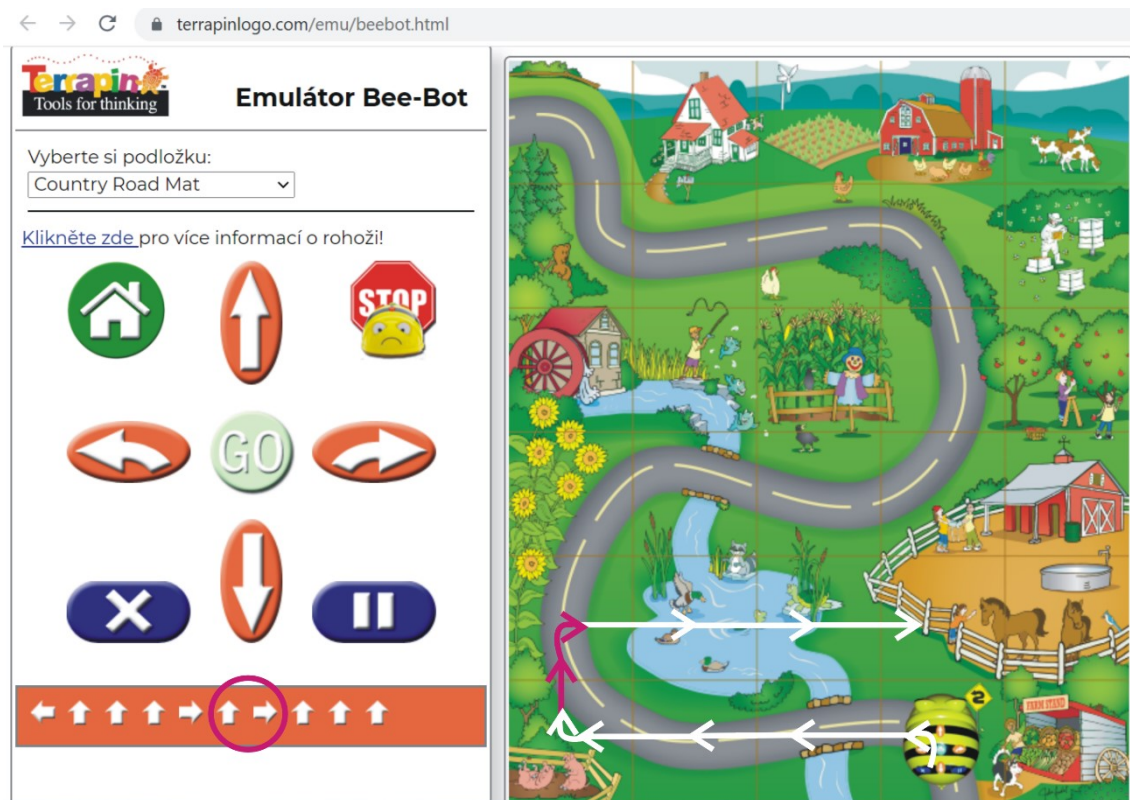 terrapinlogo.com/emu/beebot.html
Terrapin
Tools for thinking
Emulátor Bee-Bot
Vyberte si podložku:
Country Road Mat
Klikněte zde pro více informací o rohoži!
STOP
GO
2
FARM STAND